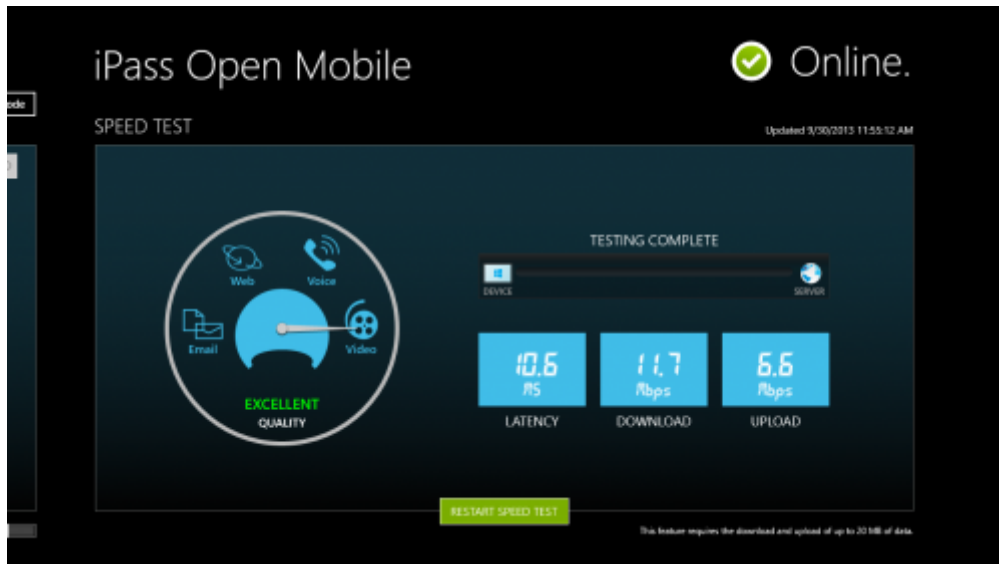 iPass Open Mobile
Online.
ode
SPEED TEST
Updated 9/30/2013 11:55:12 AM
TESTING COMPLETE
DEVICE
SERVER
Web
Voice
Email
Video
EXCELLENT
QUALITY
10.6
MS
LATENCY
11.7
Mbps
DOWNLOAD
6.6
Mbps
UPLOAD
RESTART SPEED TEST
This feature requires the download and upload of up to 20 MB of data.